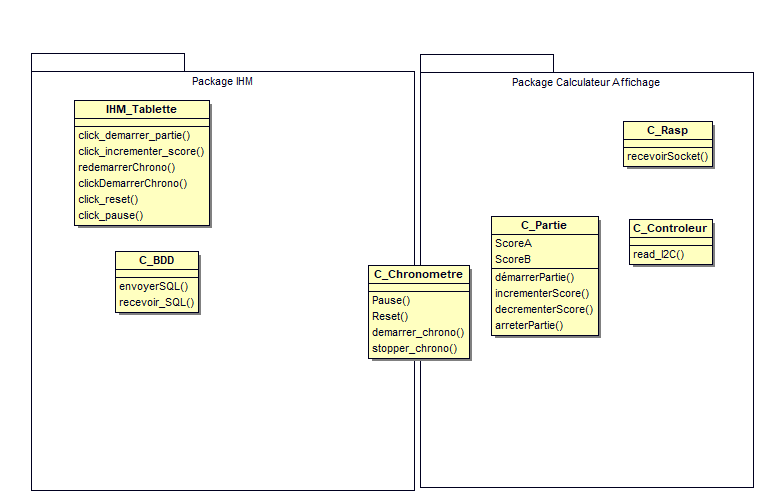 Package IHM
IHM_Tablette
click_demarrer_partie()
click_incrementer_score()
redemarrerChrono()
clickDemarrerChrono()
click_reset()
click_pause()
C_BDD
envoyerSQL()
recevoir_SQL()
C_Chronometre
Pause()
Reset()
demarrer_chrono()
stopper_chrono()
Package Calculateur Affichage
C_Rasp
recevoirSocket()
C_Partie
ScoreA
ScoreB
démarrerPartie()
incrementerScore()
decrementerScore()
arreterPartie()
C_Controleur
read_I2C()